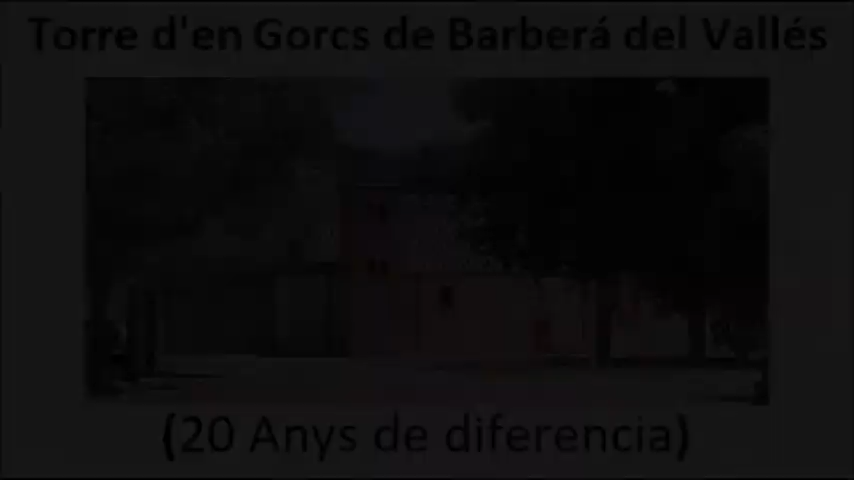 Torre d'en Gorcs de Barberá del Vallés
(20 Anys de diferencia)